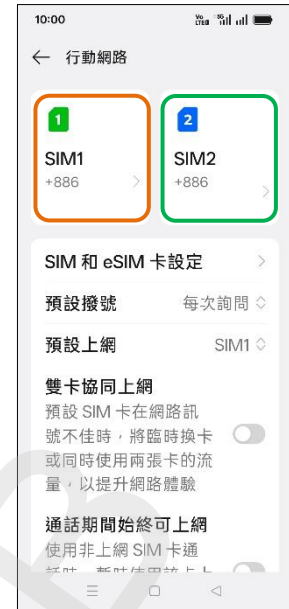 10:00
行動網路
1
2
SIM1
SIM2
+886
+886
SIM 和 eSIM 卡設定
預設撥號 每次詢問
預設上網 SIM1
雙卡協同上網
預設 SIM 卡在網路訊
號不佳時，將臨時換卡
或同時使用兩張卡的流
量，以提升網路體驗
通話期間始終可上網
使用非上網 SIM 卡通